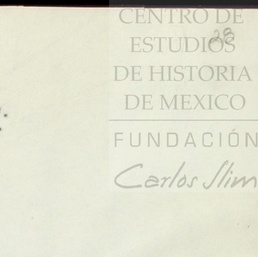 CENTRO DE
28
ESTUDIOS
DE HISTORIA
DE MEXICO
FUNDACIÓN
Carlos Slim